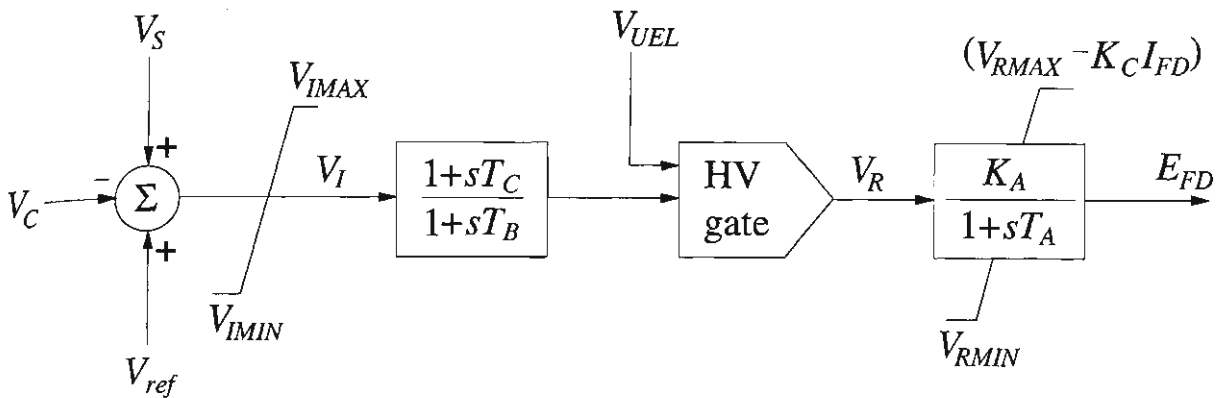 V_S
+
−
V_C
Σ
+
V_ref
V_IMAX
V_IMIN
V_I
1+sT_C
1+sT_B
V_UEL
HV
gate
V_R
(V_RMAX −K_C I_FD)
K_A
1+sT_A
V_RMIN
E_FD